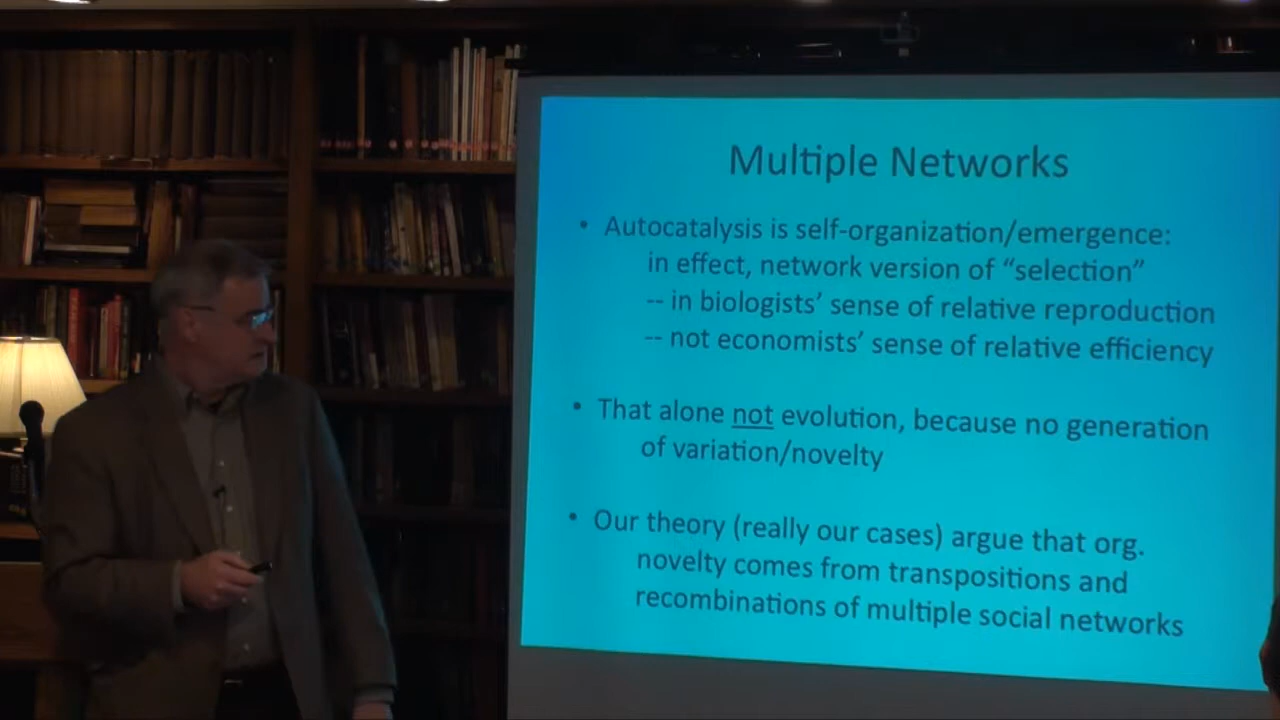 Multiple Networks
• Autocatalysis is self-organization/emergence:
in effect, network version of “selection”
-- in biologists’ sense of relative reproduction
-- not economists’ sense of relative efficiency
• That alone not evolution, because no generation
of variation/novelty
• Our theory (really our cases) argue that org.
novelty comes from transpositions and
recombinations of multiple social networks